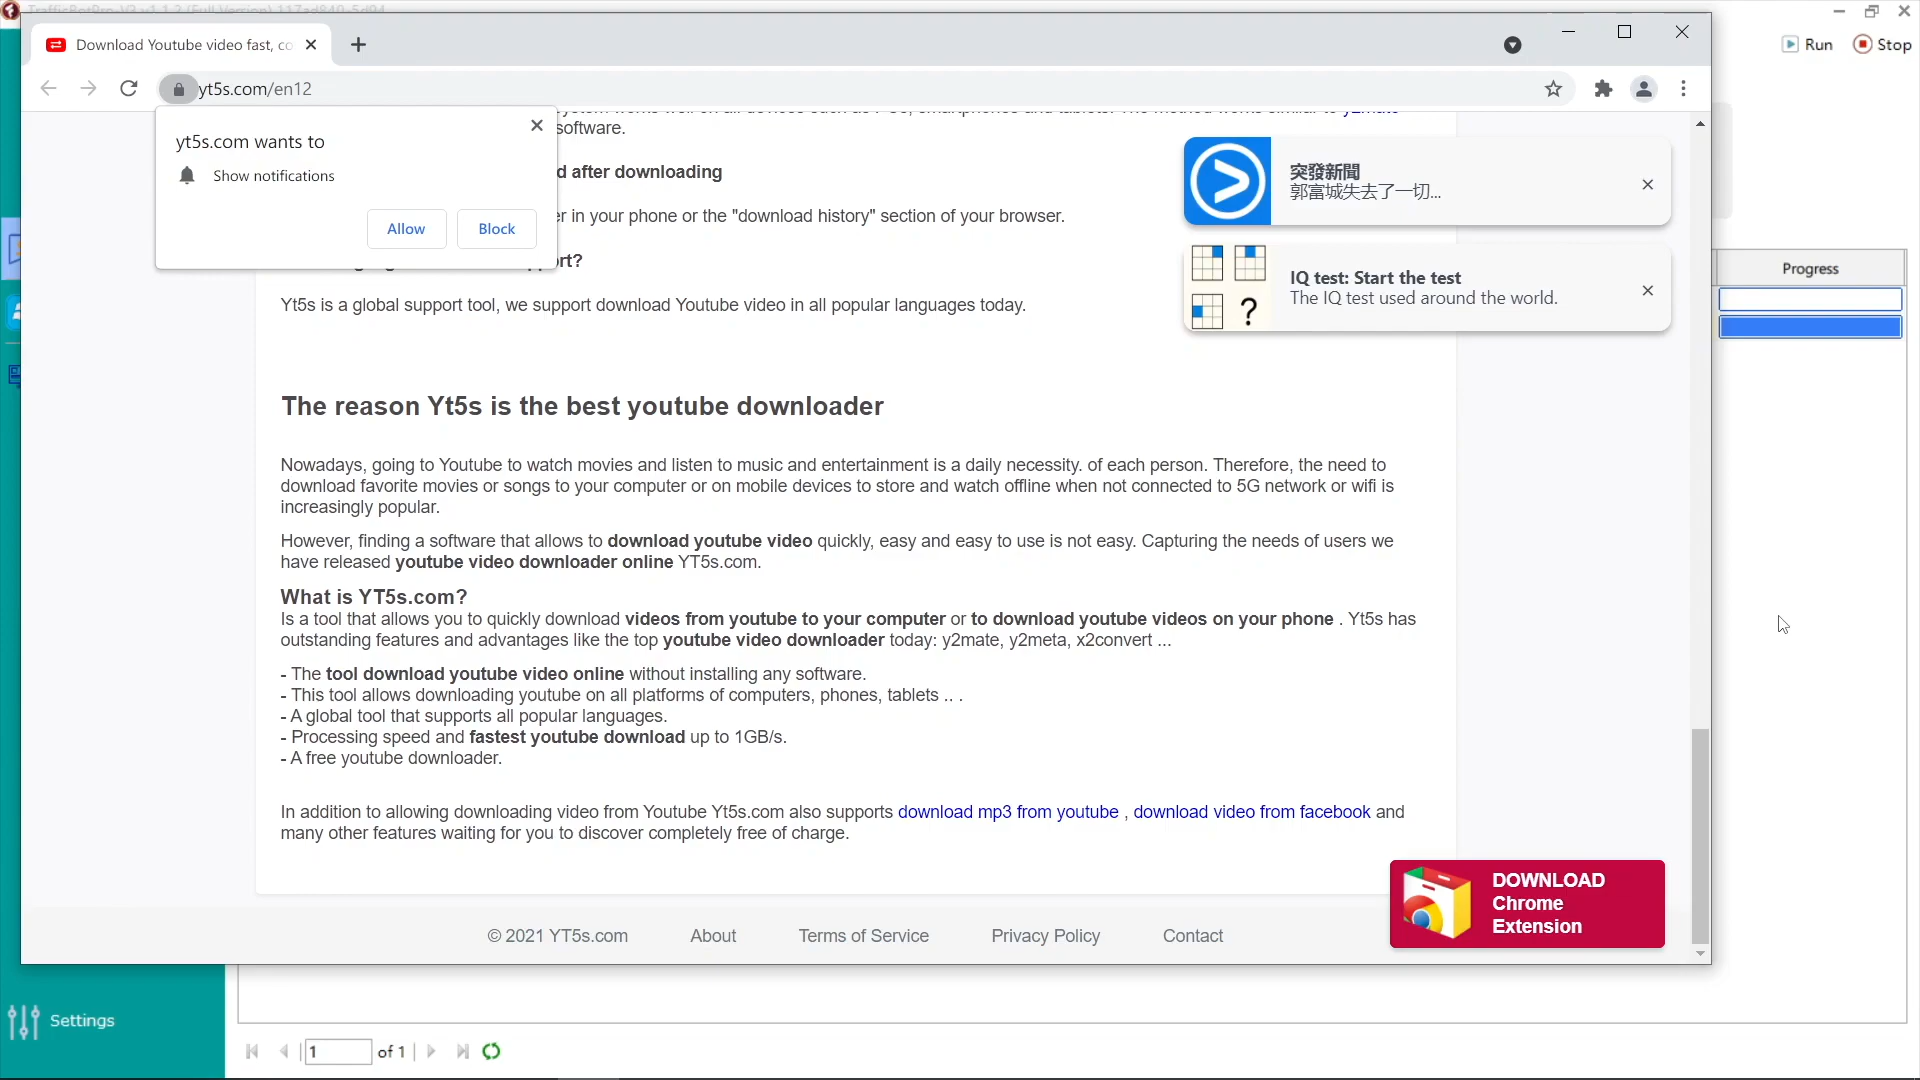 TrafficBotPro-V3 v1.1.2 (Full Version)
Download Youtube video fast, co
Run
Stop
yt5s.com/en12
software.
yt5s.com wants to
Show notifications
Allow
Block
d after downloading
er in your phone or the "download history" section of your browser.
突發新聞
郭富城失去了一切...
IQ test: Start the test
The IQ test used around the world.
?
Progress
Yt5s is a global support tool, we support download Youtube video in all popular languages today.
The reason Yt5s is the best youtube downloader
Nowadays, going to Youtube to watch movies and listen to music and entertainment is a daily necessity. of each person. Therefore, the need to
download favorite movies or songs to your computer or on mobile devices to store and watch offline when not connected to 5G network or wifi is
increasingly popular.
However, finding a software that allows to download youtube video quickly, easy and easy to use is not easy. Capturing the needs of users we
have released youtube video downloader online YT5s.com.
What is YT5s.com?
Is a tool that allows you to quickly download videos from youtube to your computer or to download youtube videos on your phone . Yt5s has
outstanding features and advantages like the top youtube video downloader today: y2mate, y2meta, x2convert ...
- The tool download youtube video online without installing any software.
- This tool allows downloading youtube on all platforms of computers, phones, tablets .. .
- A global tool that supports all popular languages.
- Processing speed and fastest youtube download up to 1GB/s.
- A free youtube downloader.
In addition to allowing downloading video from Youtube Yt5s.com also supports download mp3 from youtube , download video from facebook and
many other features waiting for you to discover completely free of charge.
DOWNLOAD
Chrome
Extension
© 2021 YT5s.com
About
Terms of Service
Privacy Policy
Contact
Settings
1
of 1